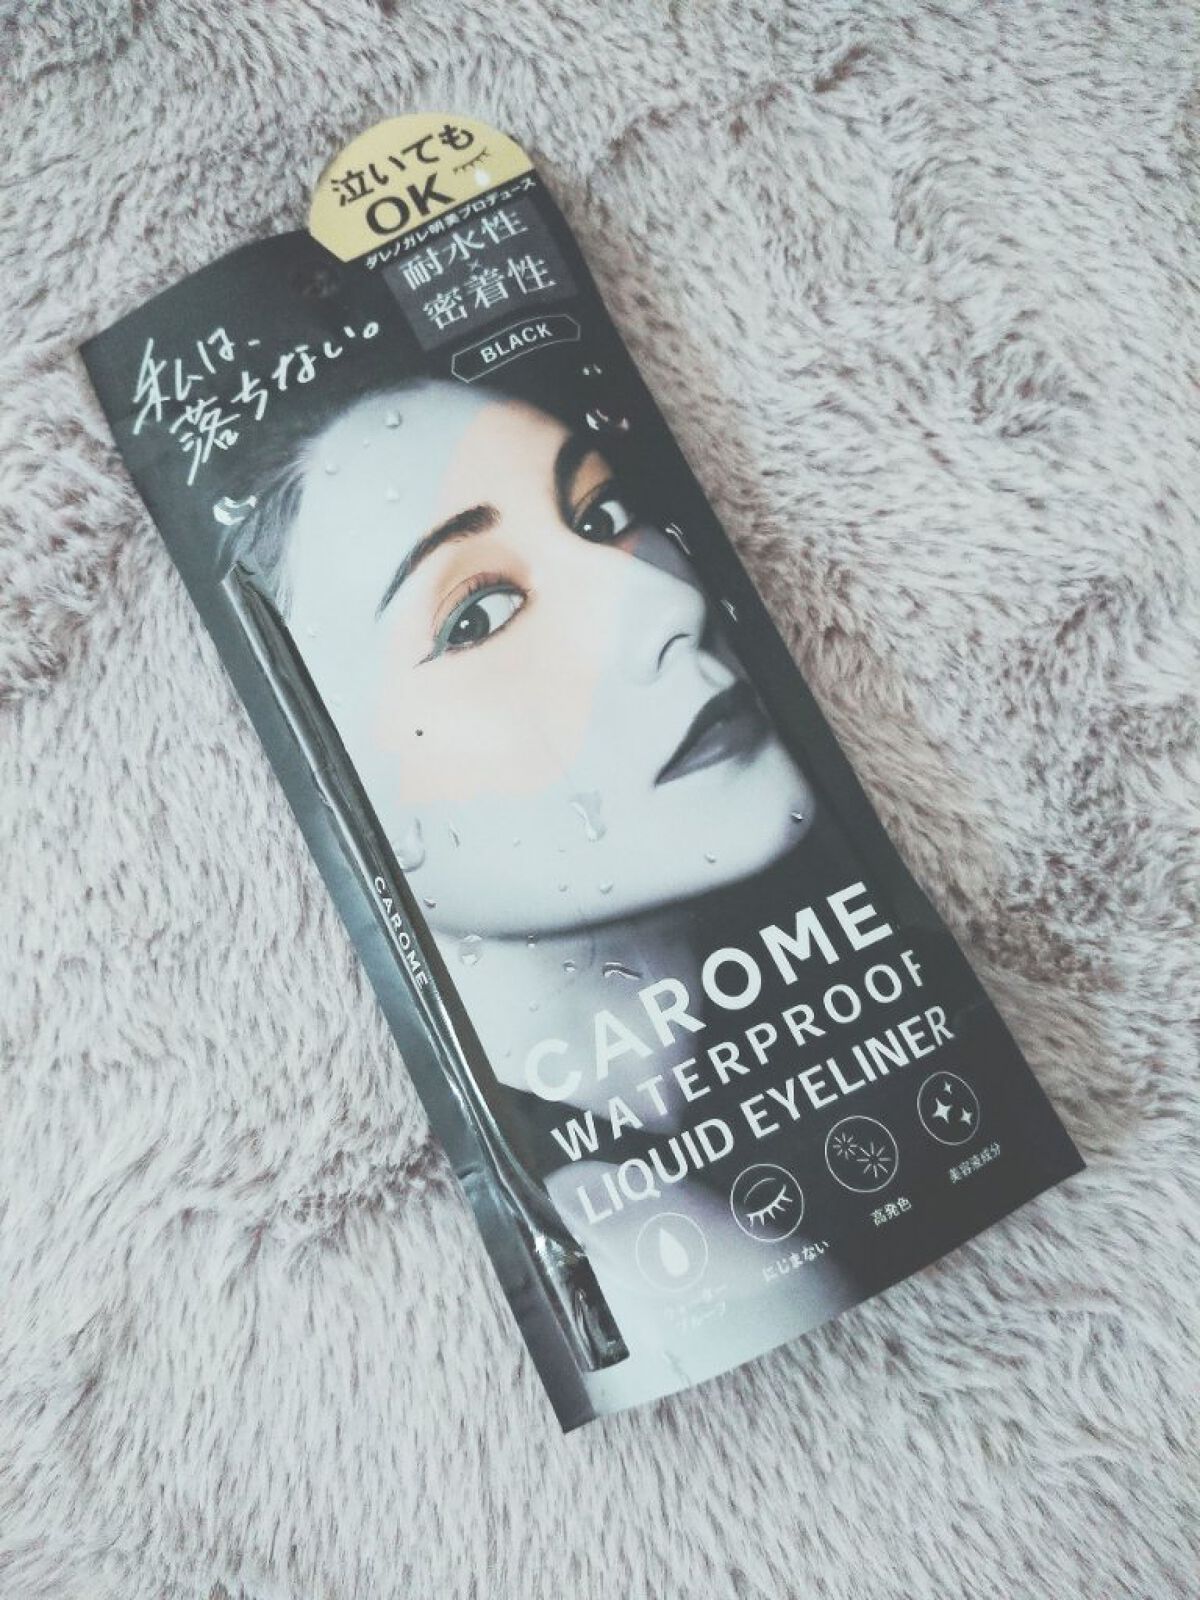 泣いても
OK
ダレノガレ明美プロデュース
耐水性
×
密着性
BLACK
私は、
落ちない。
CAROME
CAROME.
WATERPROOF
LIQUID EYELINER
ウォーター
プルーフ
にじまない
高発色
美容液成分